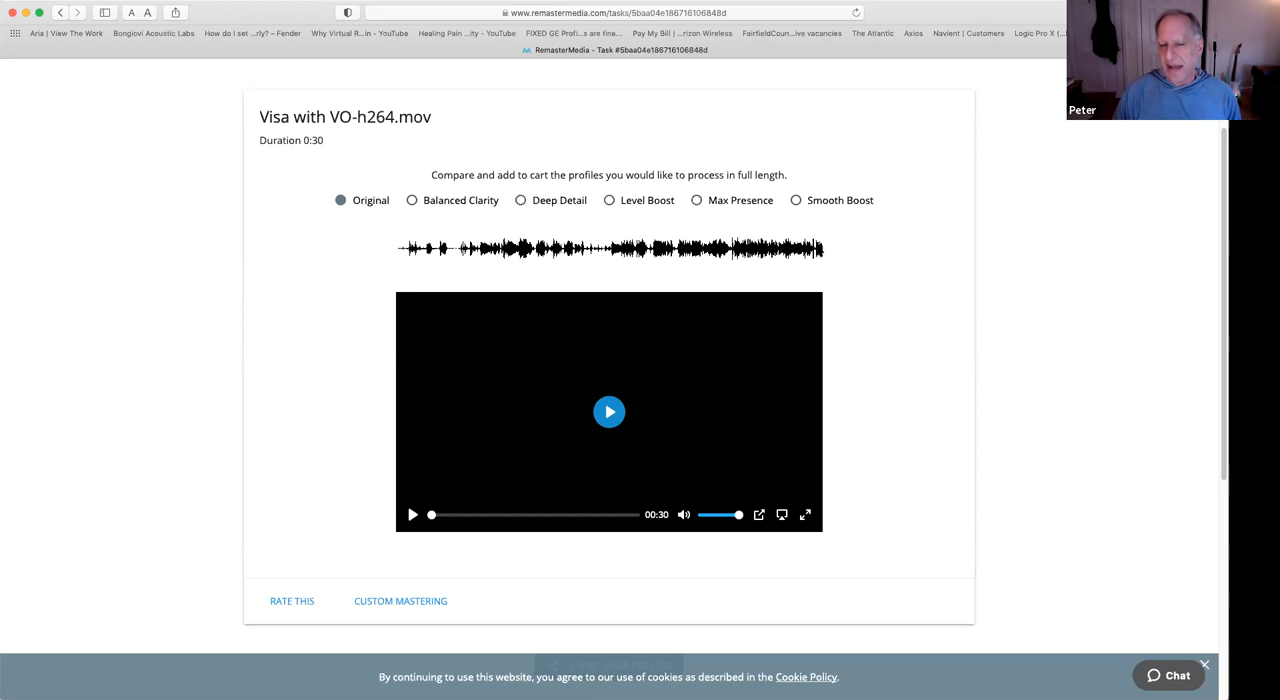 A A
www.remastermedia.com/tasks/5baa04e186716106848d
Aria | View The Work Bongiovi Acoustic Labs How do I set ...rly? – Fender Why Virtual R...in - YouTube Healing Pain ...ity - YouTube FIXED GE Profi...s are fine... Pay My Bill | ...rizon Wireless FairfieldCoun...ive vacancies The Atlantic Axios Navient | Customers Logic Pro X (...
RemasterMedia - Task #5baa04e186716106848d
Peter
Visa with VO-h264.mov
Duration 0:30
Compare and add to cart the profiles you would like to process in full length.
Original Balanced Clarity Deep Detail Level Boost Max Presence Smooth Boost
00:30
RATE THIS CUSTOM MASTERING
By continuing to use this website, you agree to our use of cookies as described in the Cookie Policy.
Chat